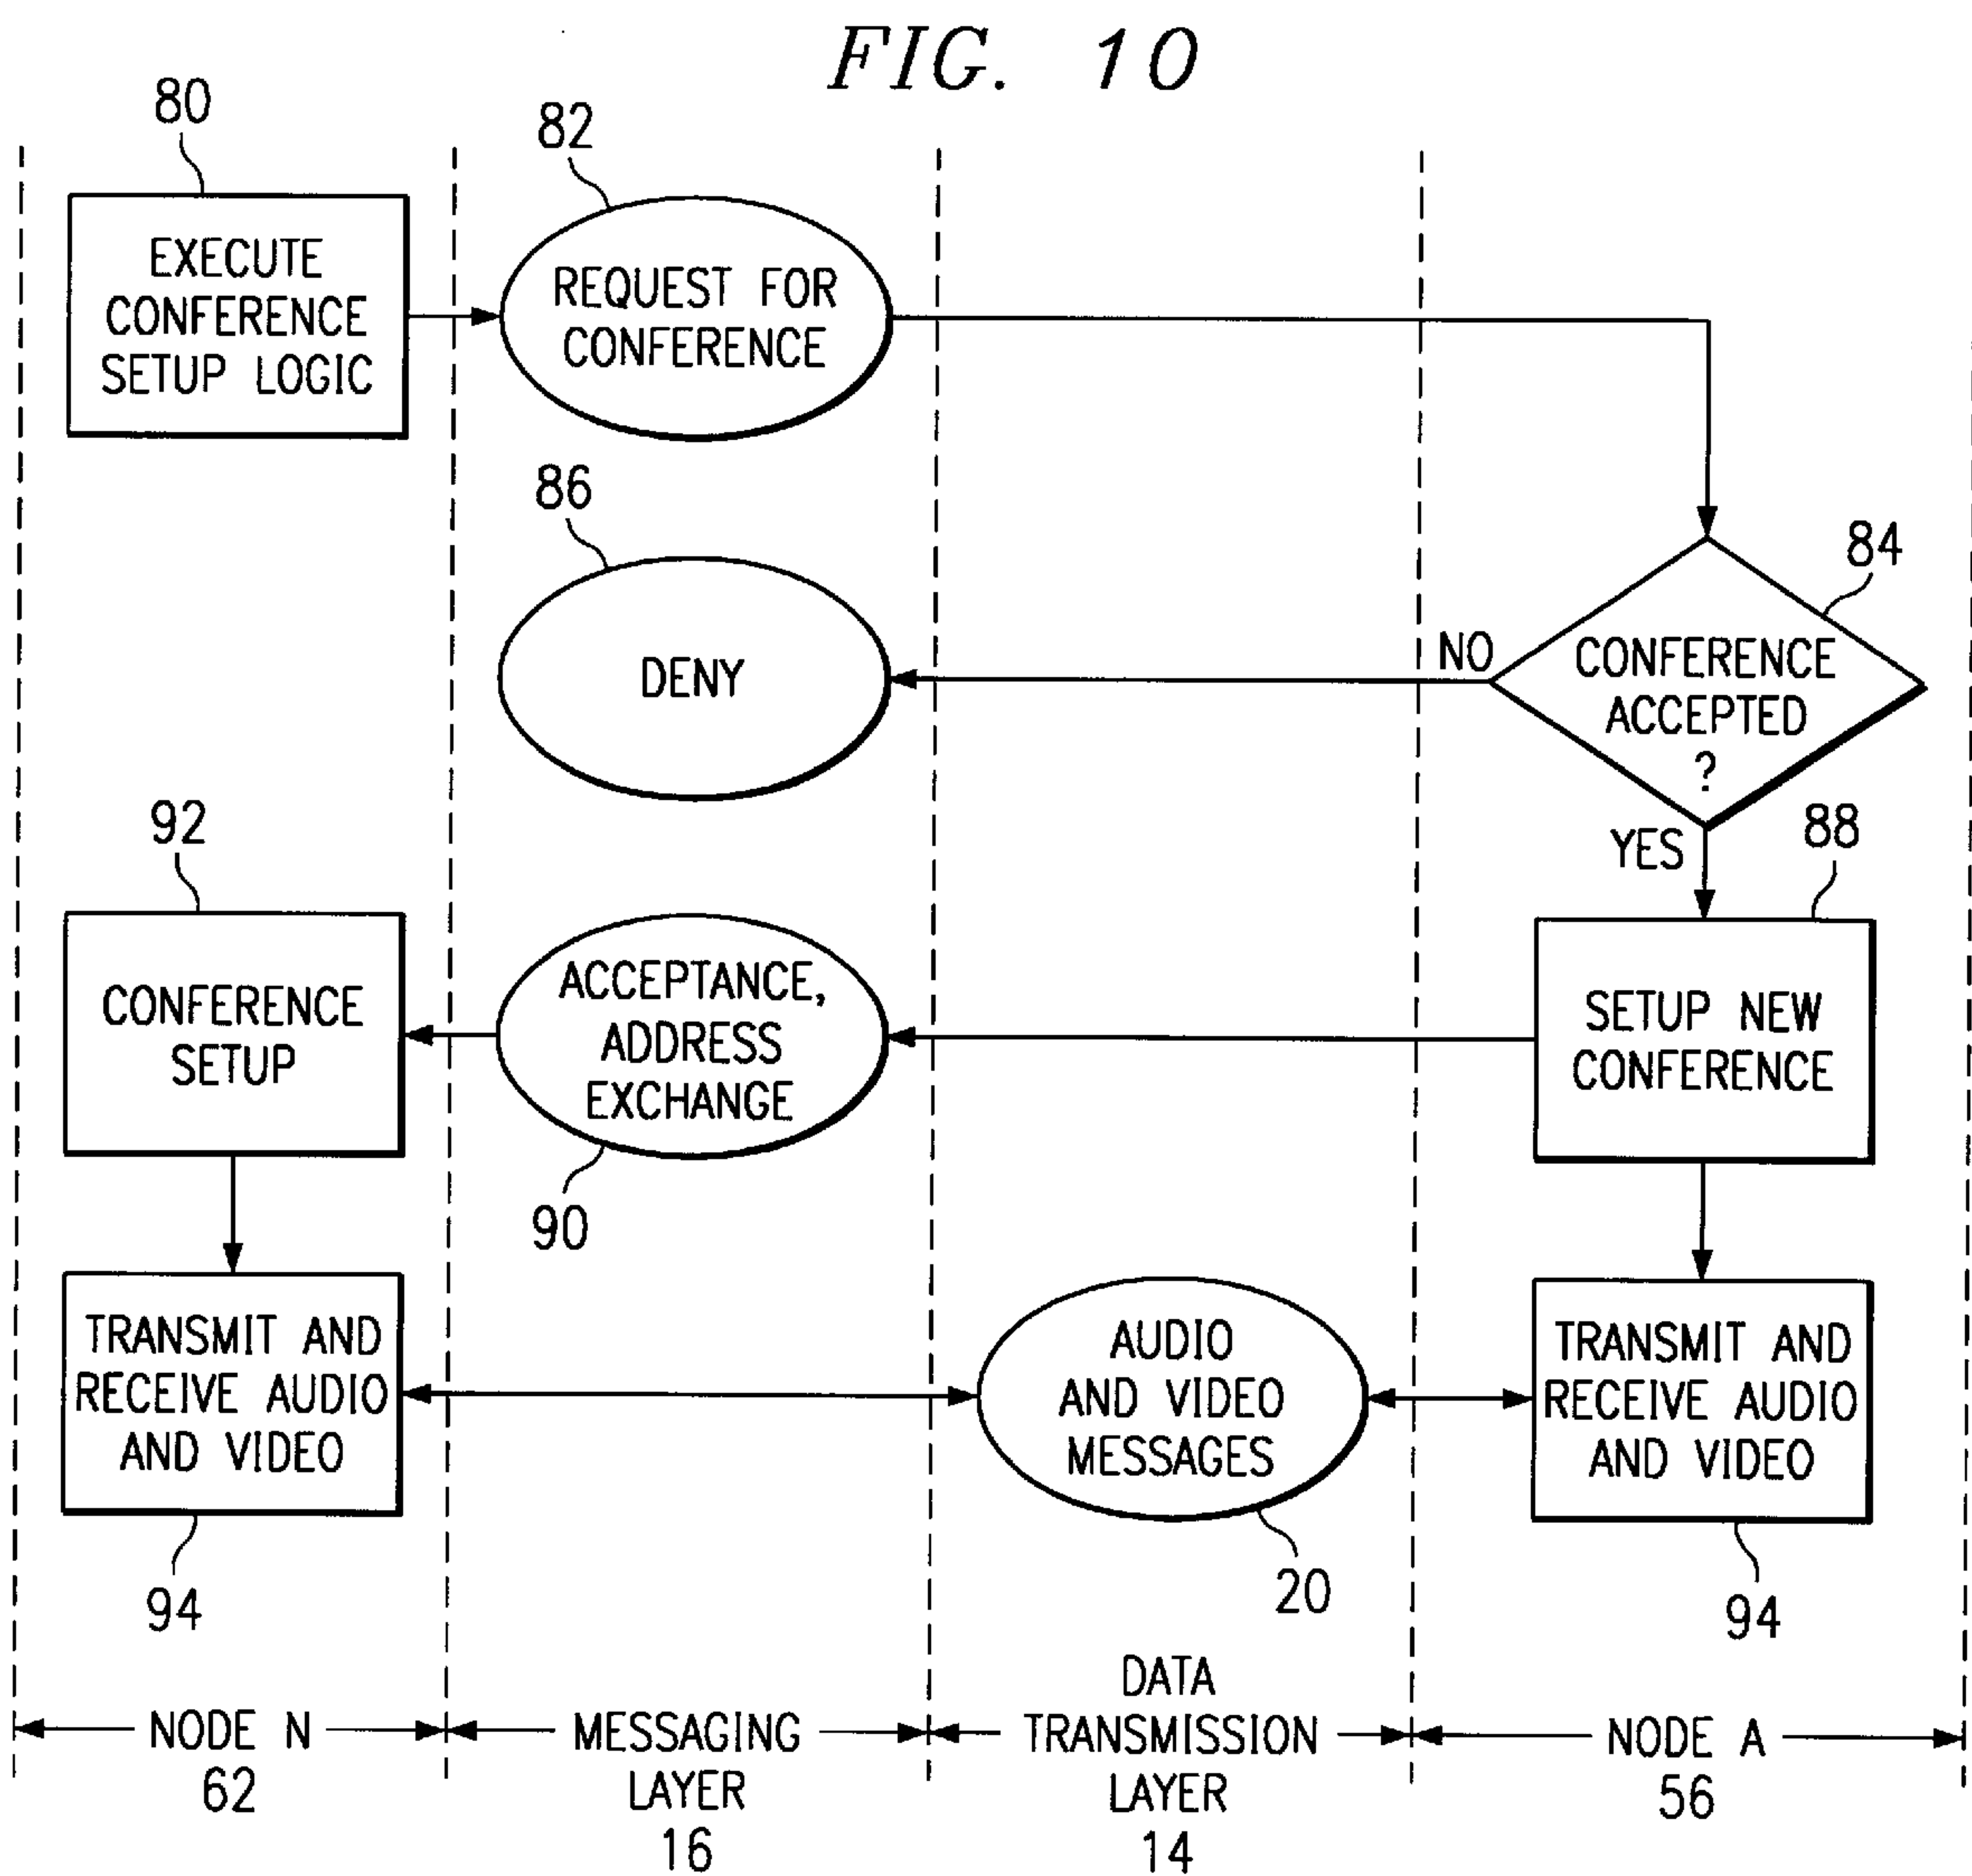 FIG. 10
80
82
EXECUTE
CONFERENCE
SETUP LOGIC
REQUEST FOR
CONFERENCE
86
84
DENY
NO
CONFERENCE
ACCEPTED
?
YES
92
88
CONFERENCE
SETUP
ACCEPTANCE,
ADDRESS
EXCHANGE
SETUP NEW
CONFERENCE
90
TRANSMIT AND
RECEIVE AUDIO
AND VIDEO
AUDIO
AND VIDEO
MESSAGES
TRANSMIT AND
RECEIVE AUDIO
AND VIDEO
94
20
94
NODE N
62
MESSAGING
LAYER
16
DATA
TRANSMISSION
LAYER
14
NODE A
56